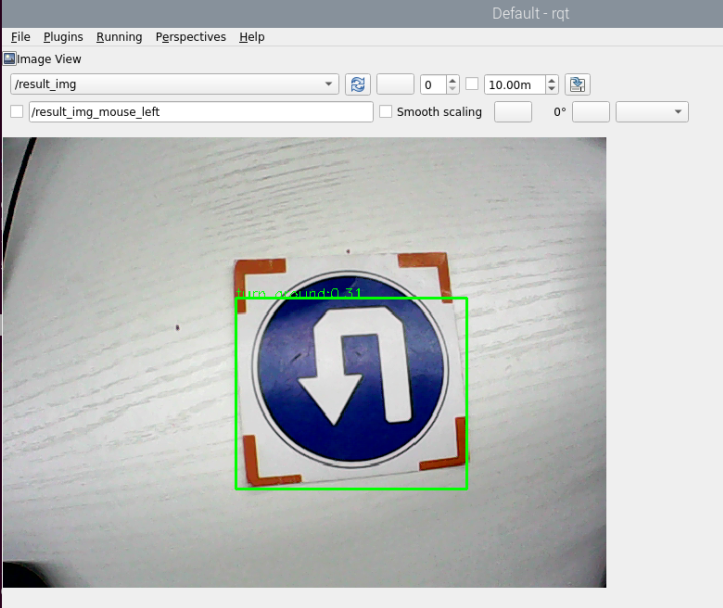 Default - rqt
File Plugins Running Perspectives Help
Image View
/result_img 0 10.00m
/result_img_mouse_left Smooth scaling 0°
turn_around:0.31